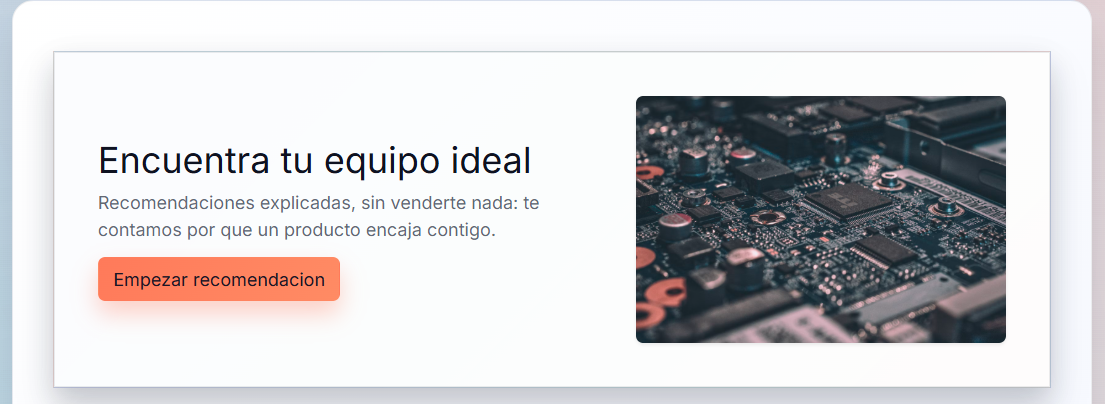 Encuentra tu equipo ideal
Recomendaciones explicadas, sin venderte nada: te
contamos por que un producto encaja contigo.
Empezar recomendacion